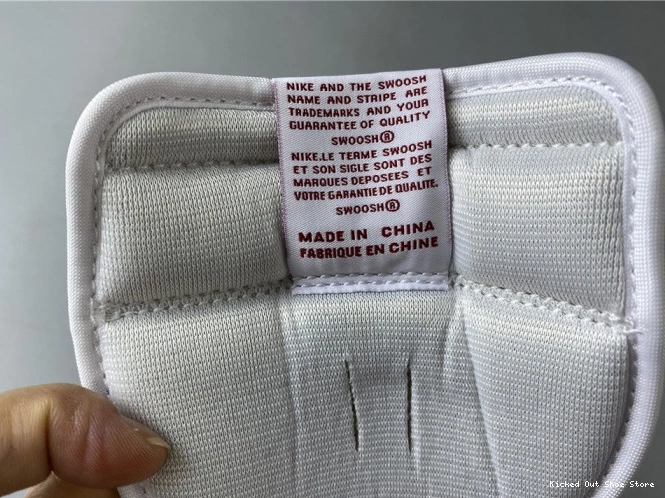 NIKE AND THE SWOOSH
NAME AND STRIPE ARE
TRADEMARKS AND YOUR
GUARANTEE OF QUALITY
SWOOSH®
NIKE.LE TERME SWOOSH
ET SON SIGLE SONT DES
MARQUES DEPOSEES ET
VOTRE GARANTIE DE QUALITE.
SWOOSH®
MADE IN CHINA
FABRIQUE EN CHINE
Kicked Out Shoe Store